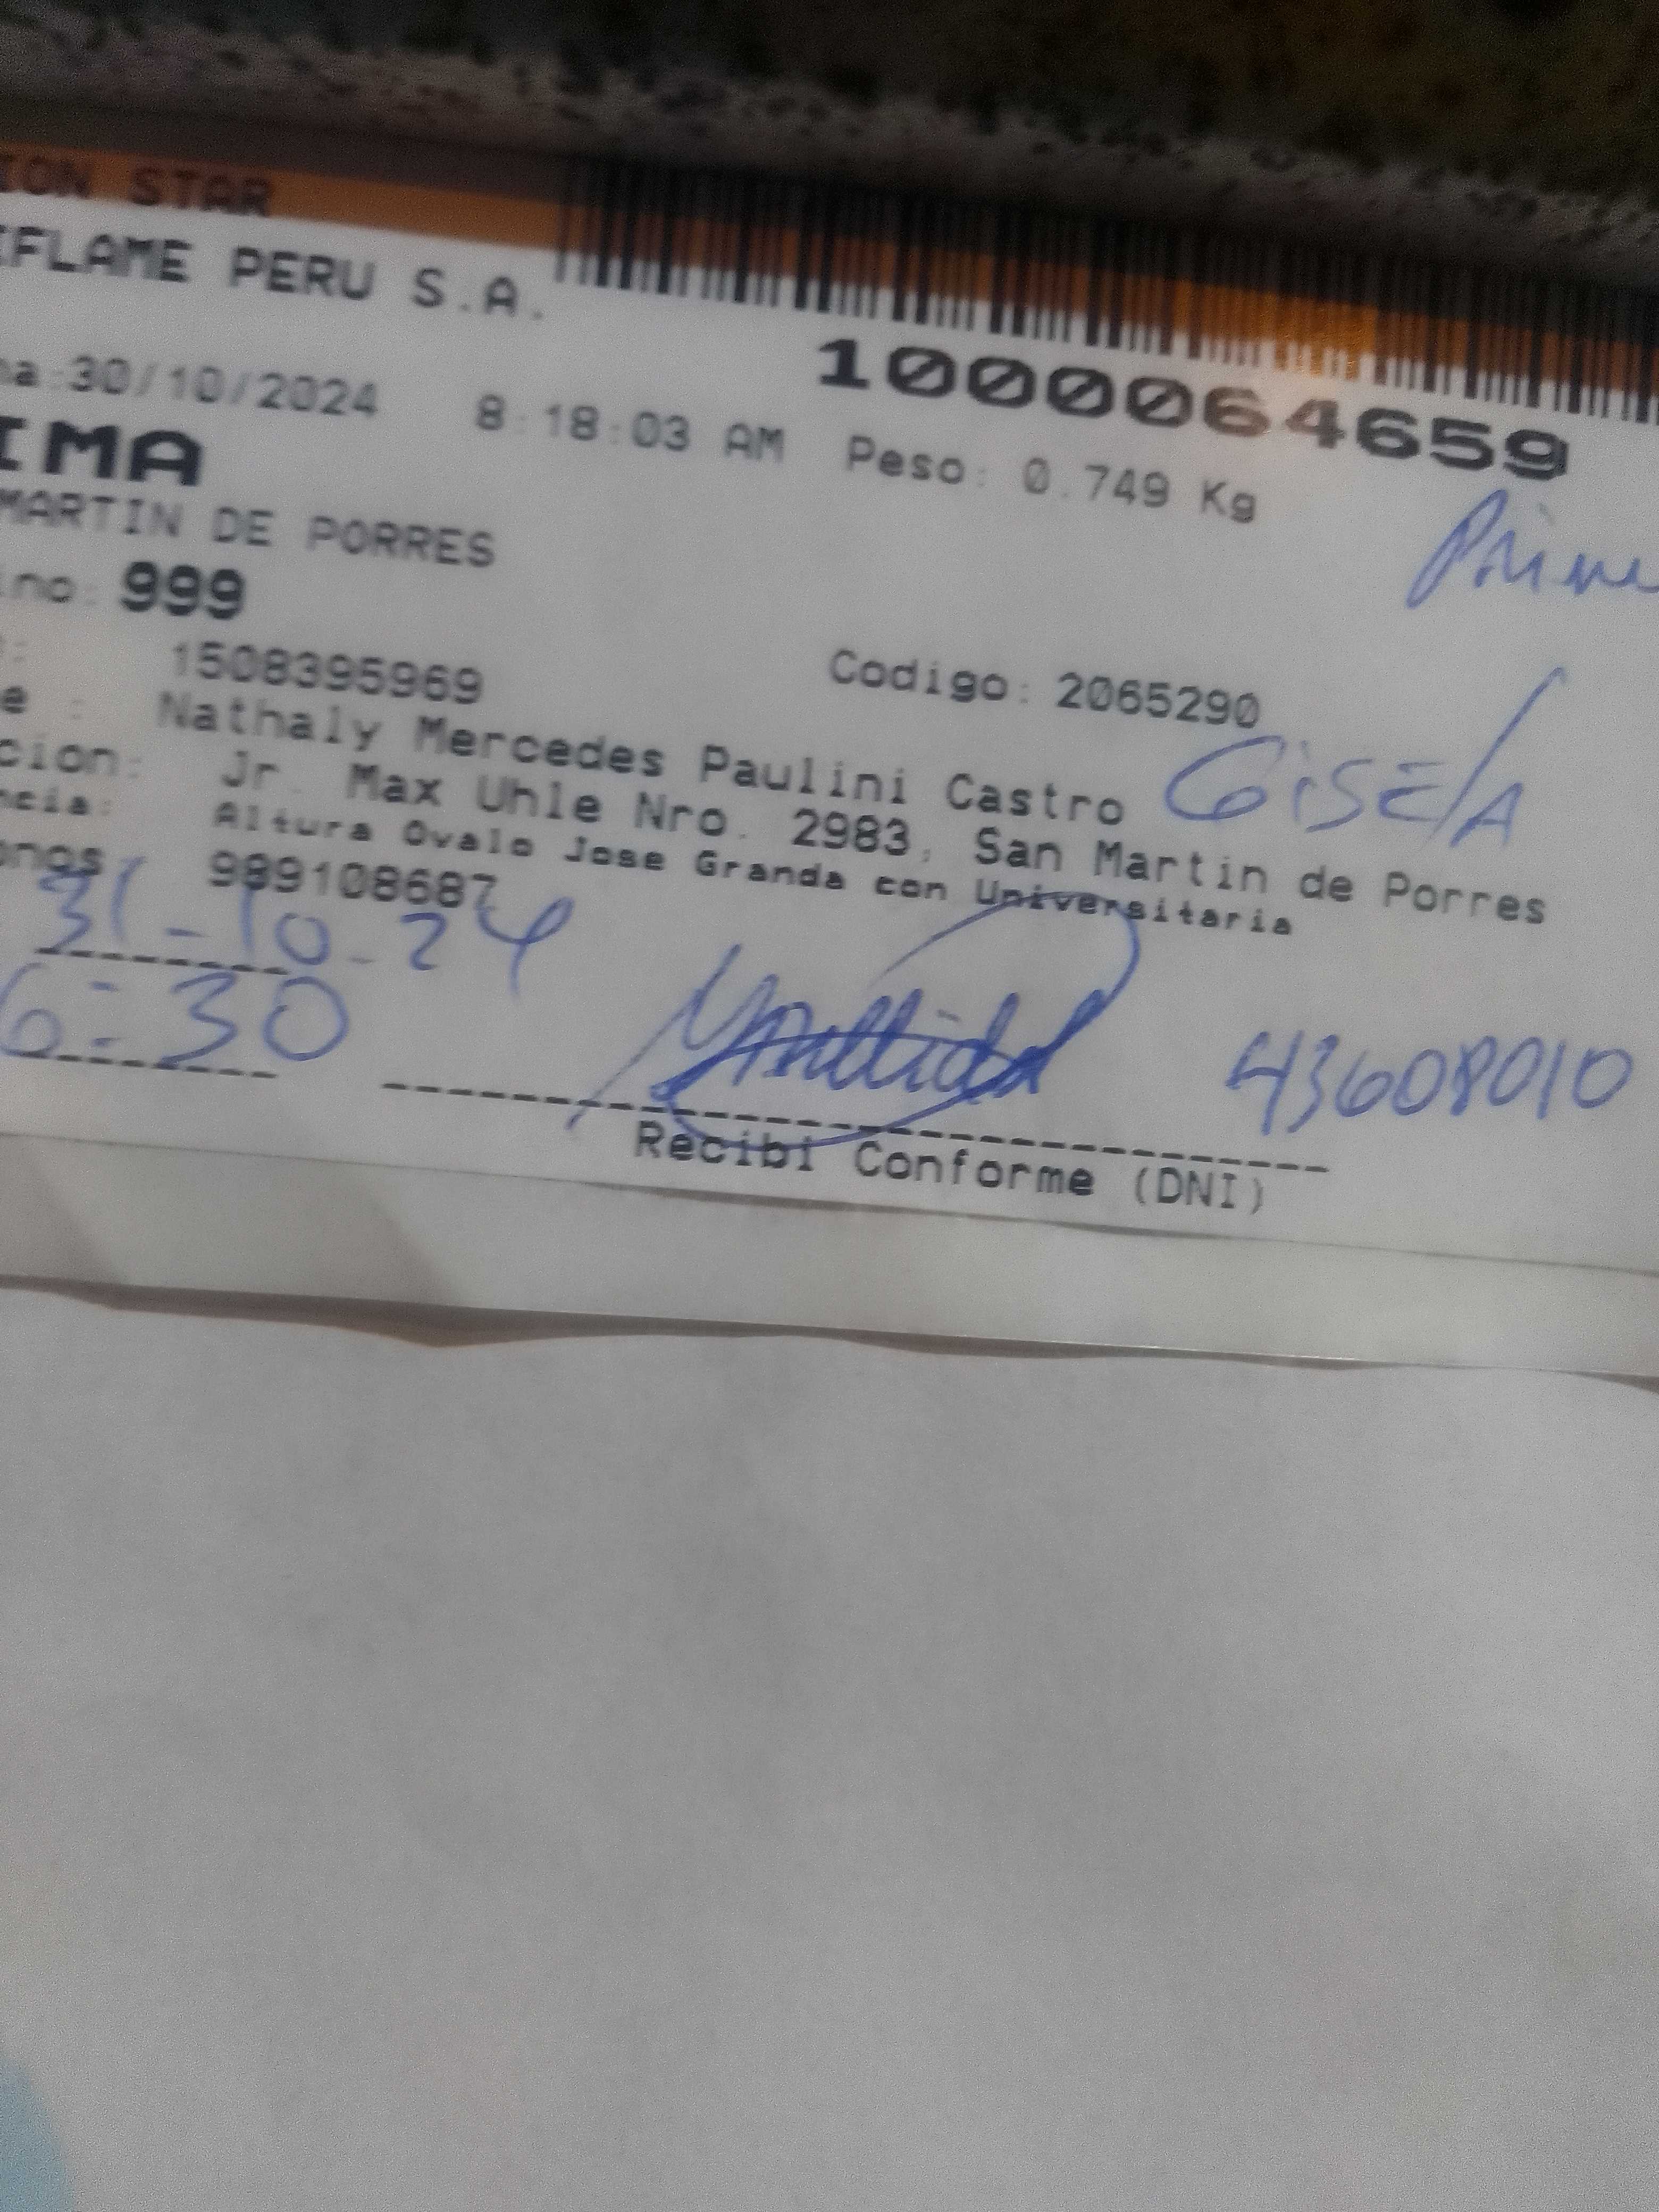 ION STAR
IFLAME PERU S.A.
100064659
na:30/10/2024 8:18:03 AM Peso: 0.749 Kg
IMA
MARTIN DE PORRES
ino: 999
: 1508395969 Codigo: 2065290
e : Nathaly Mercedes Paulini Castro GisElA
cion: Jr. Max Uhle Nro. 2983, San Martin de Porres
ncia: Altura Ovalo Jose Granda con Universitaria
onos 989108687
31-10-24
6:30
43608010
Recibi Conforme (DNI)